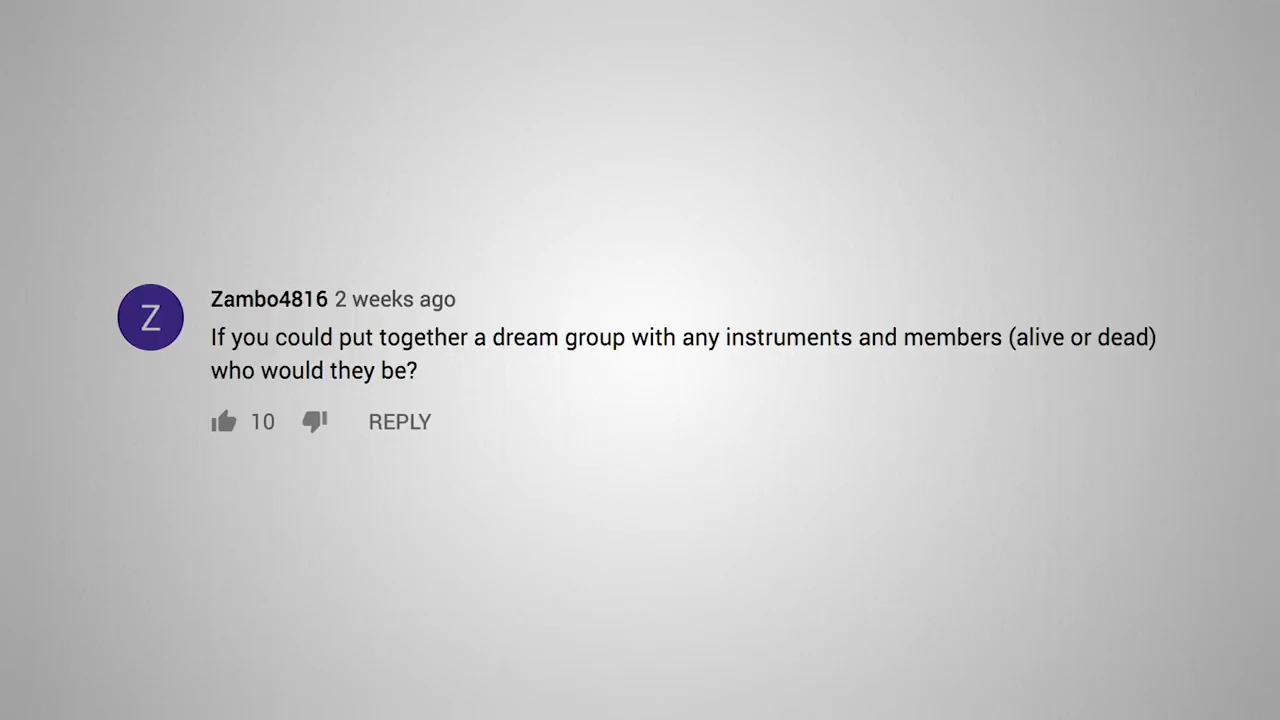 Z
Zambo4816 2 weeks ago
If you could put together a dream group with any instruments and members (alive or dead)
who would they be?
10 REPLY